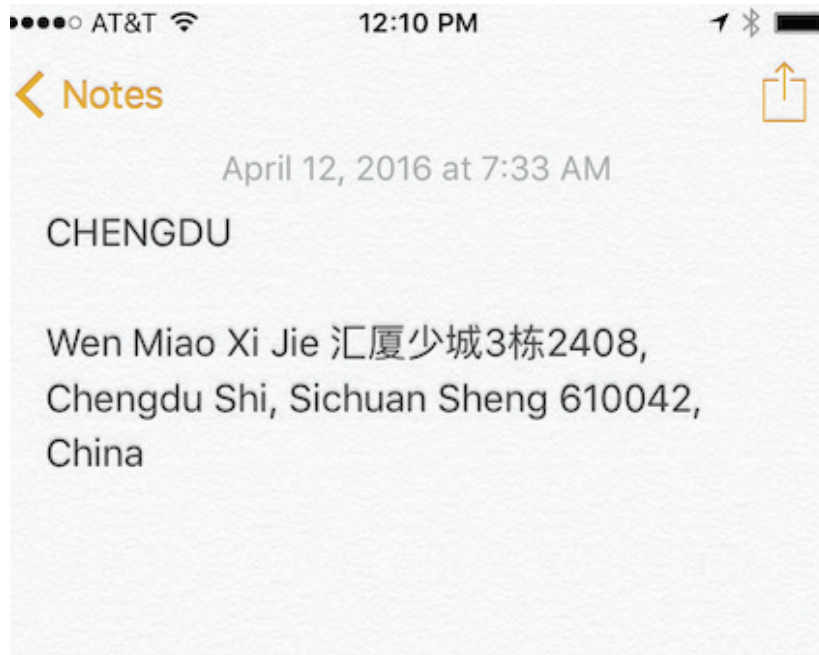 AT&T 12:10 PM
Notes
April 12, 2016 at 7:33 AM
CHENGDU
Wen Miao Xi Jie 汇厦少城3栋2408,
Chengdu Shi, Sichuan Sheng 610042,
China